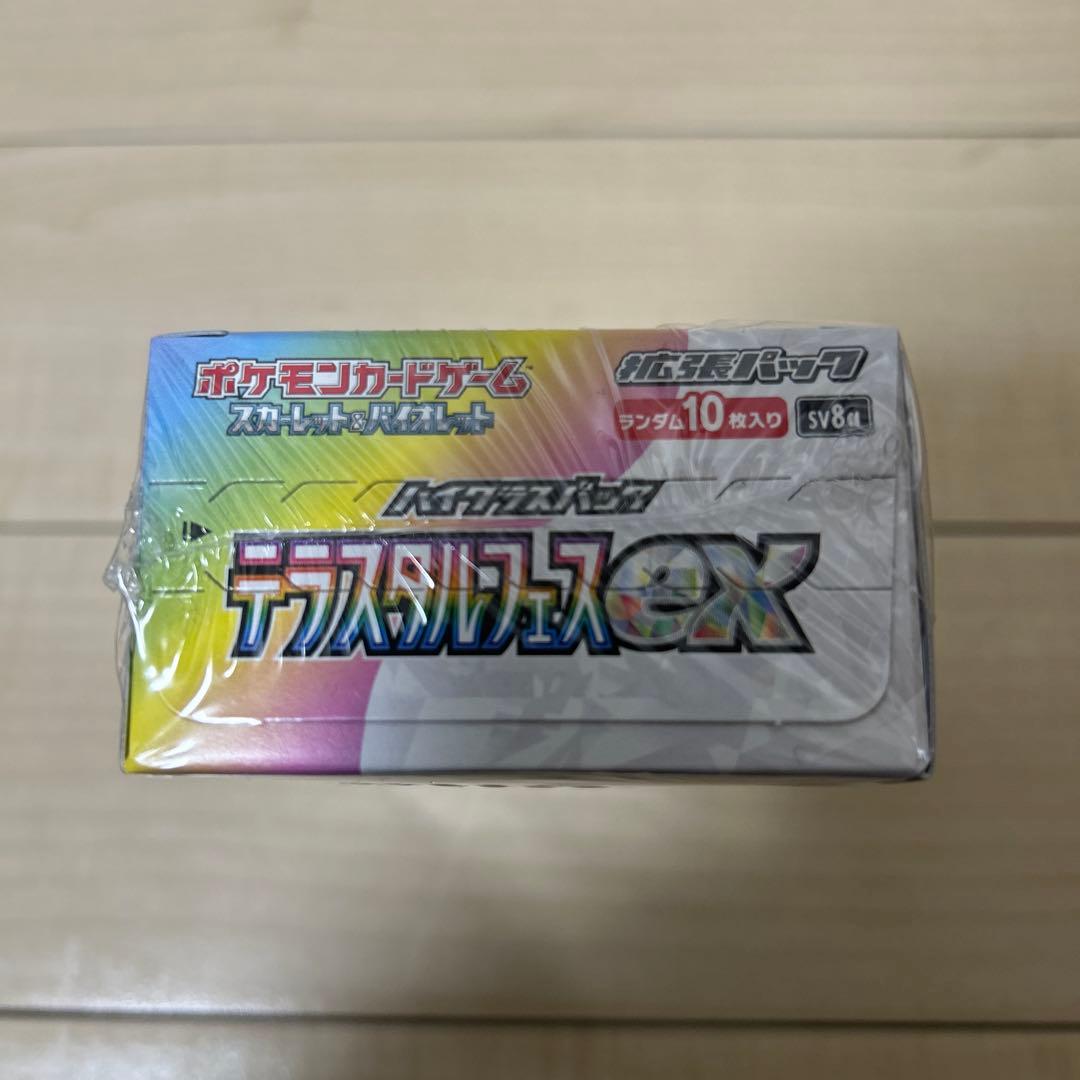 ポケモンカードゲーム™
スカーレット&バイオレット
拡張パック
ランダム10枚入り
SV8a
ハイクラスパック
テラスタルフェスex